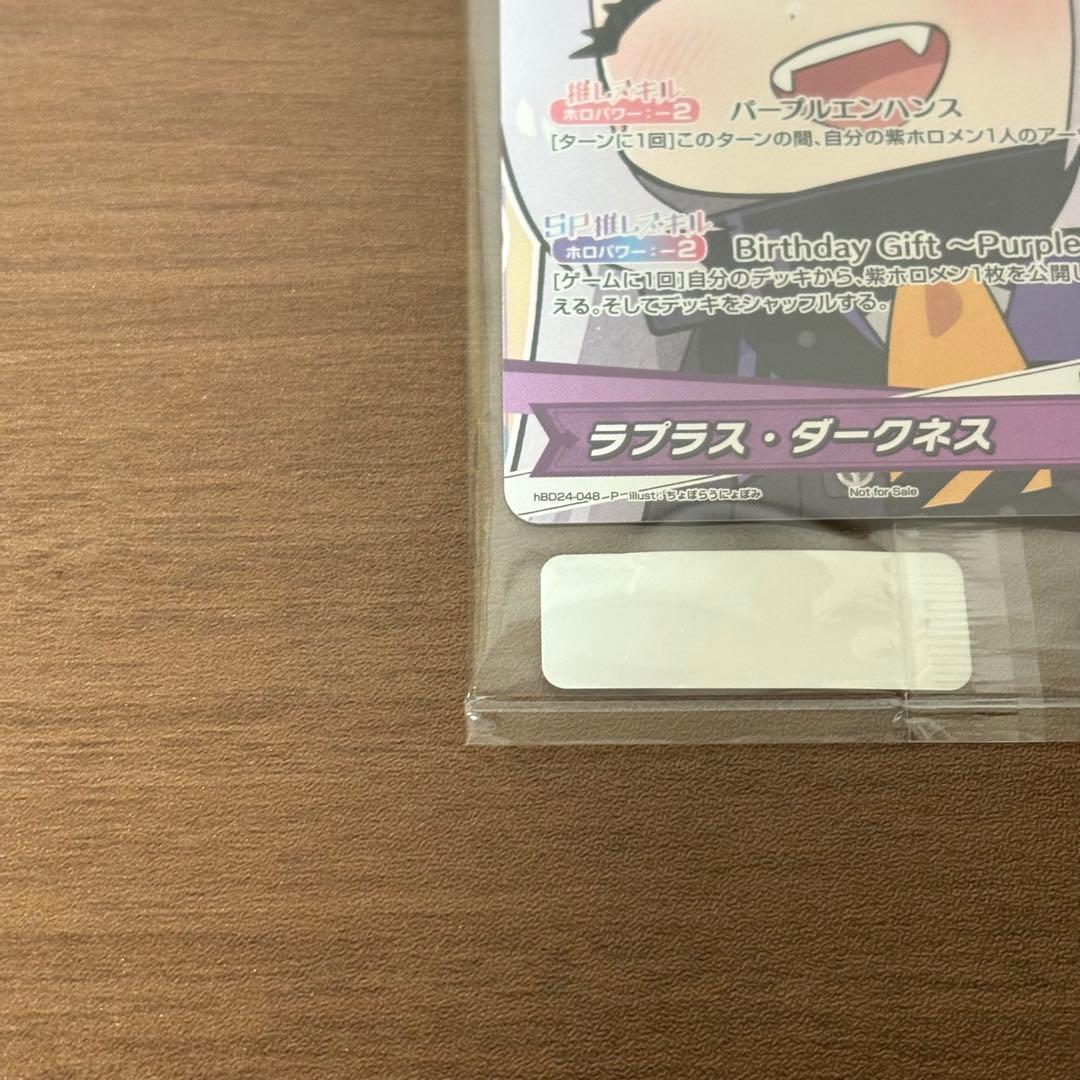 推しスキル
ホロパワー:-2 パープルエンハンス
[ターンに1回]このターンの間、自分の紫ホロメン1人のアー
SP推しスキル
ホロパワー:-2 Birthday Gift ~Purple
[ゲームに1回]自分のデッキから、紫ホロメン1枚を公開し
える。そしてデッキをシャッフルする。
ラプラス・ダークネス
hBD24-048 P illust:ちょぼらうにょぽみ Not for Sale